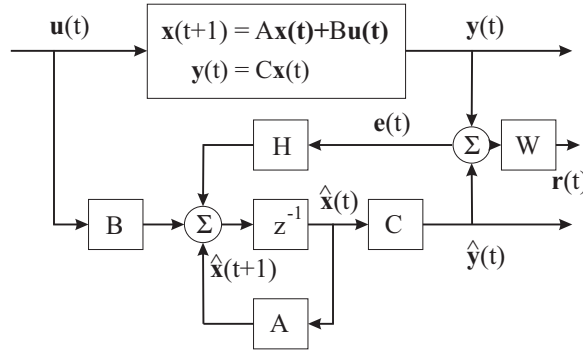 u(t)
x(t+1) = Ax(t)+Bu(t)
y(t) = Cx(t)
y(t)
e(t)
H
Σ
W
r(t)
x̂(t)
B
Σ
z⁻¹
C
x̂(t+1)
ŷ(t)
A